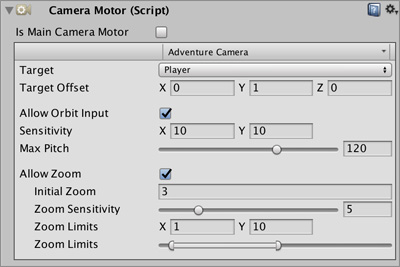 Camera Motor (Script)
Is Main Camera Motor
Adventure Camera
Target Player
Target Offset X 0 Y 1 Z 0
Allow Orbit Input
Sensitivity X 10 Y 10
Max Pitch 120
Allow Zoom
Initial Zoom 3
Zoom Sensitivity 5
Zoom Limits X 1 Y 10
Zoom Limits